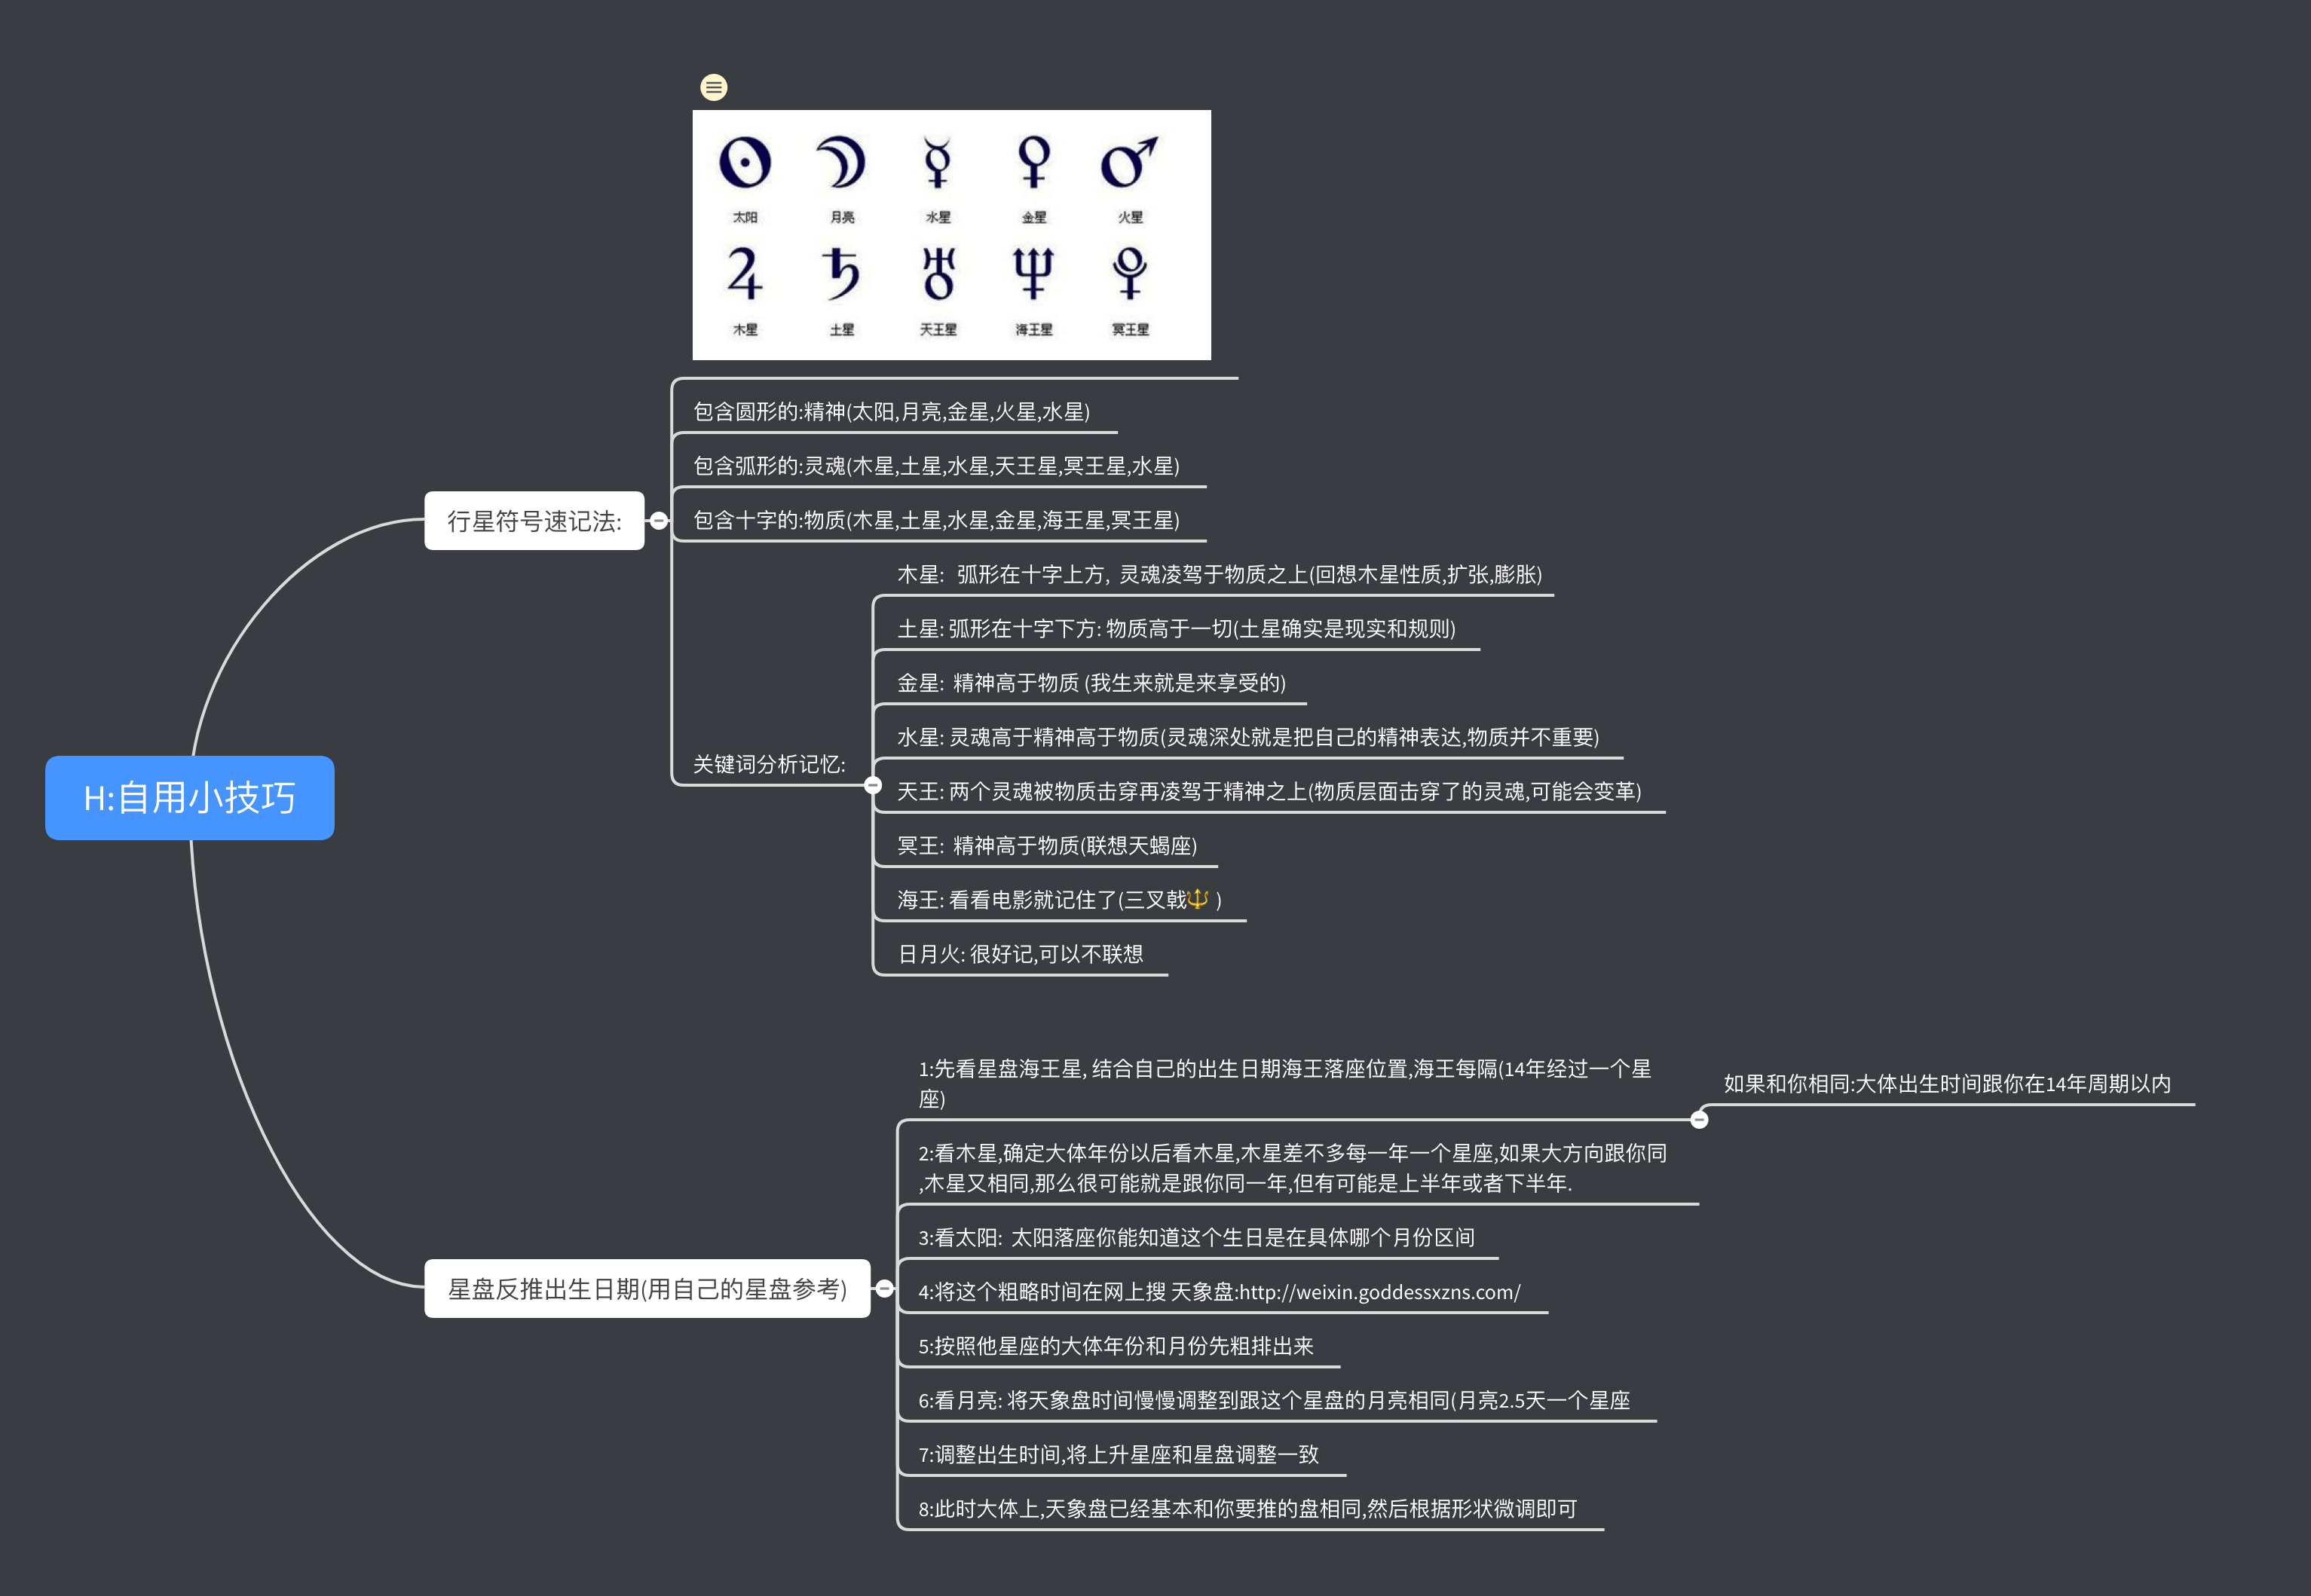 太阳 月亮 水星 金星 火星
木星 土星 天王星 海王星 冥王星
包含圆形的:精神(太阳,月亮,金星,火星,水星)
包含弧形的:灵魂(木星,土星,水星,天王星,冥王星,水星)
行星符号速记法:
包含十字的:物质(木星,土星,水星,金星,海王星,冥王星)
关键词分析记忆:
木星: 弧形在十字上方, 灵魂凌驾于物质之上(回想木星性质,扩张,膨胀)
土星: 弧形在十字下方: 物质高于一切(土星确实是现实和规则)
金星: 精神高于物质 (我生来就是来享受的)
水星: 灵魂高于精神高于物质(灵魂深处就是把自己的精神表达,物质并不重要)
天王: 两个灵魂被物质击穿再凌驾于精神之上(物质层面击穿了的灵魂,可能会变革)
冥王: 精神高于物质(联想天蝎座)
海王: 看看电影就记住了(三叉戟🔱 )
日月火: 很好记,可以不联想
H:自用小技巧
星盘反推出生日期(用自己的星盘参考)
1:先看星盘海王星, 结合自己的出生日期海王落座位置,海王每隔(14年经过一个星
座)
如果和你相同:大体出生时间跟你在14年周期以内
2:看木星,确定大体年份以后看木星,木星差不多每一年一个星座,如果大方向跟你同
,木星又相同,那么很可能就是跟你同一年,但有可能是上半年或者下半年.
3:看太阳: 太阳落座你能知道这个生日是在具体哪个月份区间
4:将这个粗略时间在网上搜 天象盘:http://weixin.goddessxzns.com/
5:按照他星座的大体年份和月份先粗排出来
6:看月亮: 将天象盘时间慢慢调整到跟这个星盘的月亮相同(月亮2.5天一个星座
7:调整出生时间,将上升星座和星盘调整一致
8:此时大体上,天象盘已经基本和你要推的盘相同,然后根据形状微调即可